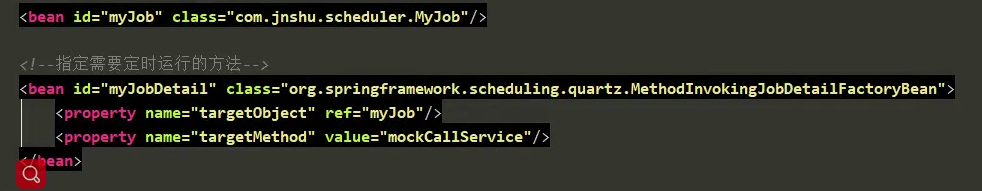 <bean id="myJob" class="com.jnshu.scheduler.MyJob"/>
<!--指定需要定时运行的方法-->
<bean id="myJobDetail" class="org.springframework.scheduling.quartz.MethodInvokingJobDetailFactoryBean">
<property name="targetObject" ref="myJob"/>
<property name="targetMethod" value="mockCallService"/>
</bean>